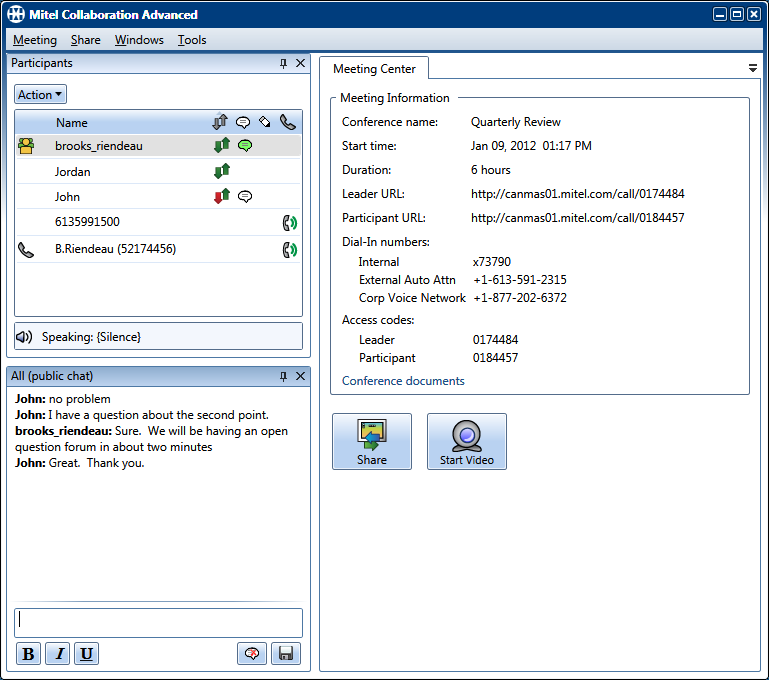 Mitel Collaboration Advanced
Meeting Share Windows Tools
Participants
Action
Name
brooks_riendeau
Jordan
John
6135991500
B.Riendeau (52174456)
Speaking: {Silence}
All (public chat)
John: no problem
John: I have a question about the second point.
brooks_riendeau: Sure.  We will be having an open
question forum in about two minutes
John: Great.  Thank you.
B I U
Meeting Center
Meeting Information
Conference name: Quarterly Review
Start time: Jan 09, 2012  01:17 PM
Duration: 6 hours
Leader URL: http://canmas01.mitel.com/call/0174484
Participant URL: http://canmas01.mitel.com/call/0184457
Dial-In numbers:
Internal x73790
External Auto Attn +1-613-591-2315
Corp Voice Network +1-877-202-6372
Access codes:
Leader 0174484
Participant 0184457
Conference documents
Share Start Video